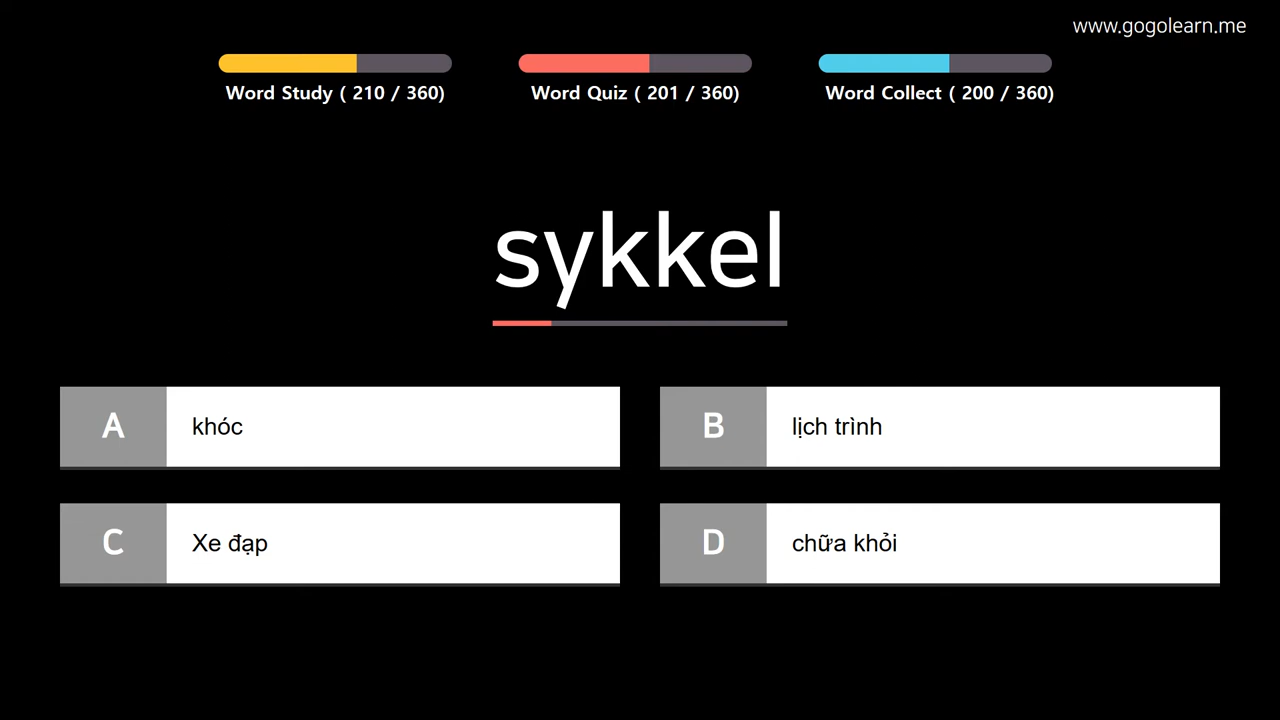 www.gogolearn.me
Word Study ( 210 / 360)
Word Quiz ( 201 / 360)
Word Collect ( 200 / 360)
sykkel
A khóc
B lịch trình
C Xe đạp
D chữa khỏi